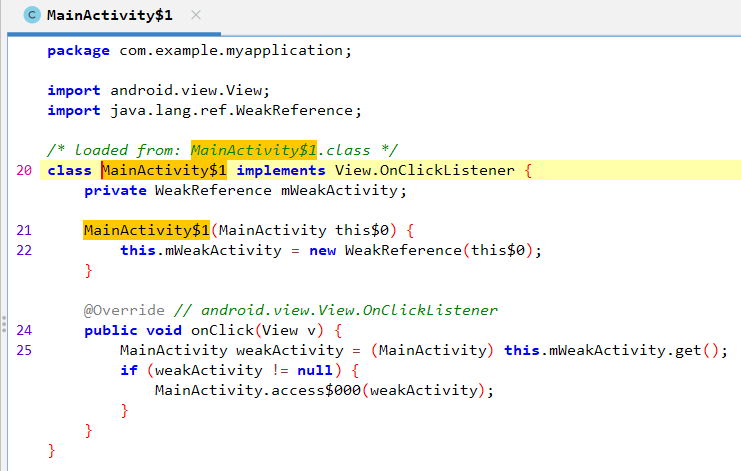 MainActivity$1
package com.example.myapplication;
import android.view.View;
import java.lang.ref.WeakReference;
/* loaded from: MainActivity$1.class */
20 class MainActivity$1 implements View.OnClickListener {
private WeakReference mWeakActivity;
21 MainActivity$1(MainActivity this$0) {
22 this.mWeakActivity = new WeakReference(this$0);
}
@Override // android.view.View.OnClickListener
24 public void onClick(View v) {
25 MainActivity weakActivity = (MainActivity) this.mWeakActivity.get();
if (weakActivity != null) {
MainActivity.access$000(weakActivity);
}
}
}